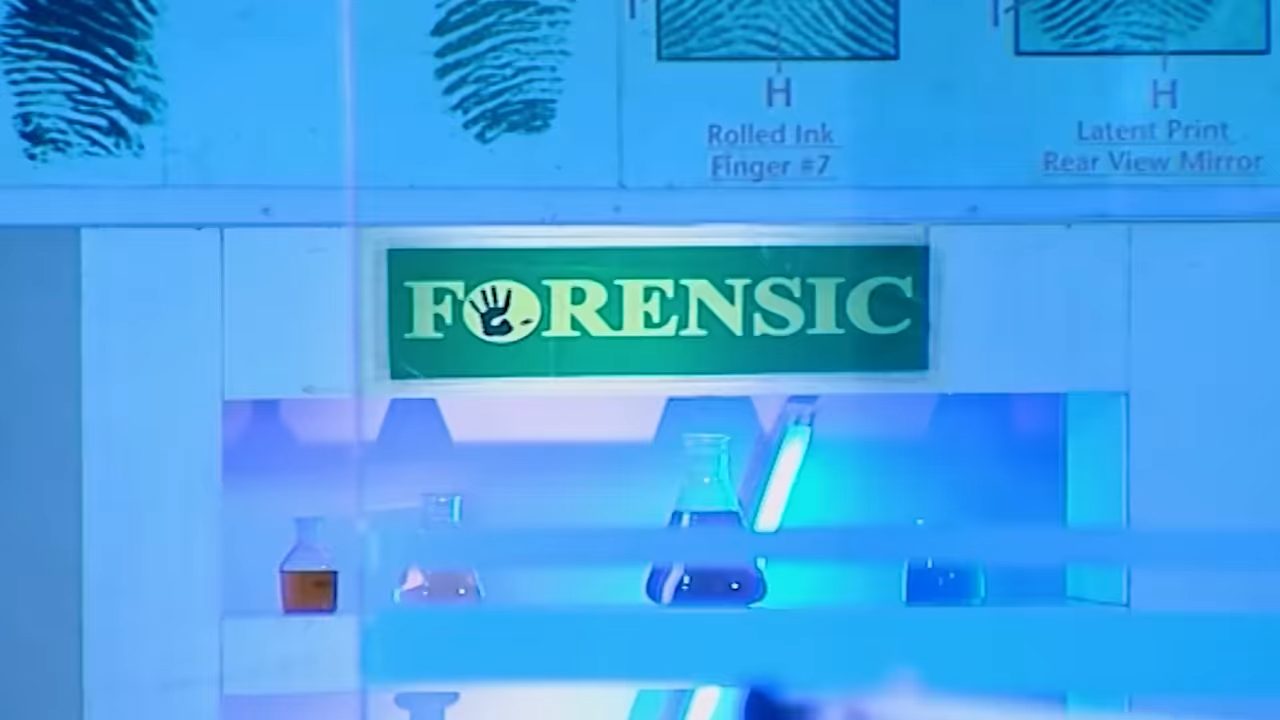 H
Rolled Ink
Finger #7
H
Latent Print
Rear View Mirror
FORENSIC